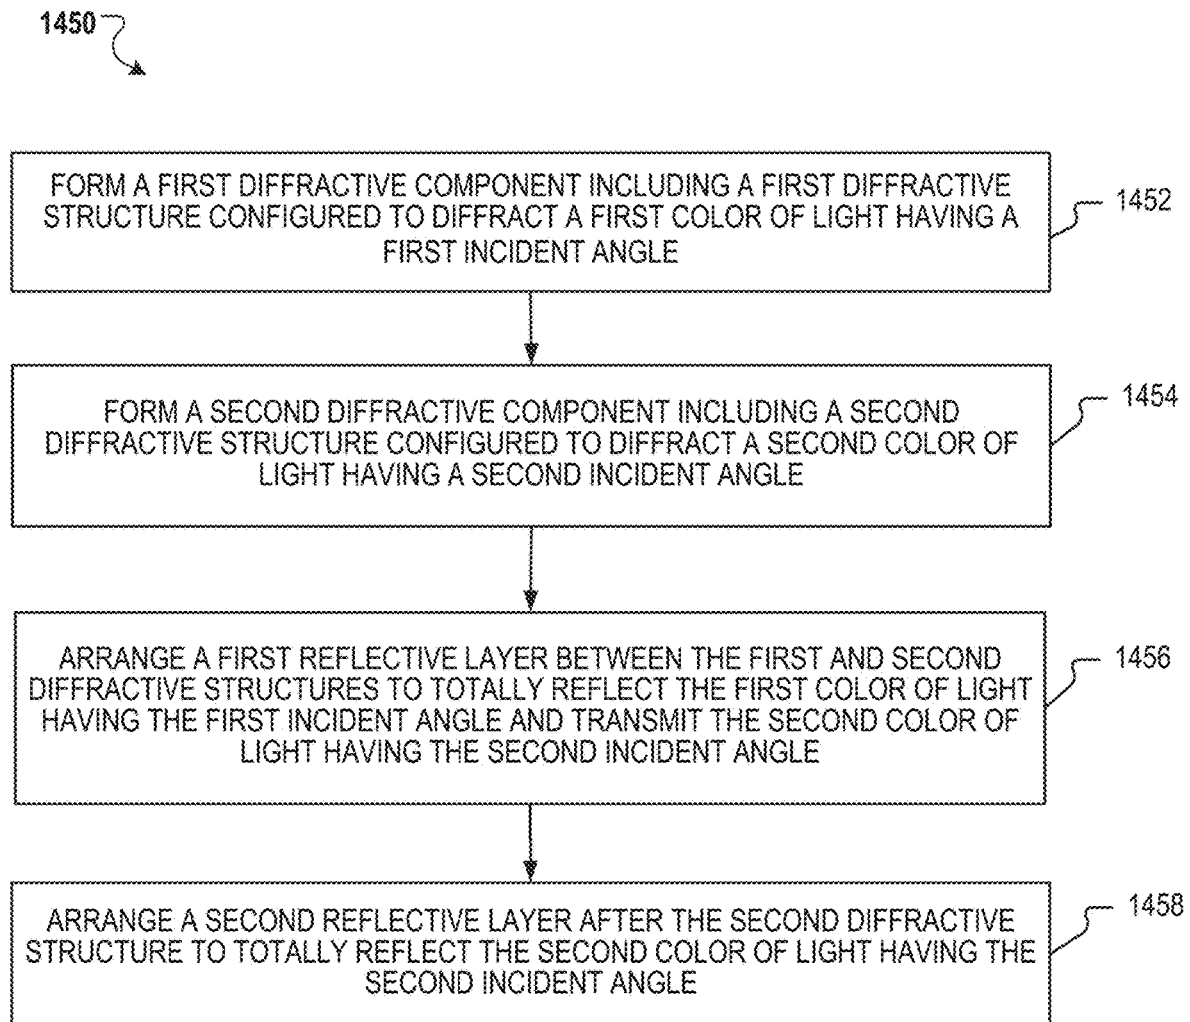 1450
FORM A FIRST DIFFRACTIVE COMPONENT INCLUDING A FIRST DIFFRACTIVE
STRUCTURE CONFIGURED TO DIFFRACT A FIRST COLOR OF LIGHT HAVING A
FIRST INCIDENT ANGLE
1452
FORM A SECOND DIFFRACTIVE COMPONENT INCLUDING A SECOND
DIFFRACTIVE STRUCTURE CONFIGURED TO DIFFRACT A SECOND COLOR OF
LIGHT HAVING A SECOND INCIDENT ANGLE
1454
ARRANGE A FIRST REFLECTIVE LAYER BETWEEN THE FIRST AND SECOND
DIFFRACTIVE STRUCTURES TO TOTALLY REFLECT THE FIRST COLOR OF LIGHT
HAVING THE FIRST INCIDENT ANGLE AND TRANSMIT THE SECOND COLOR OF
LIGHT HAVING THE SECOND INCIDENT ANGLE
1456
ARRANGE A SECOND REFLECTIVE LAYER AFTER THE SECOND DIFFRACTIVE
STRUCTURE TO TOTALLY REFLECT THE SECOND COLOR OF LIGHT HAVING THE
SECOND INCIDENT ANGLE
1458